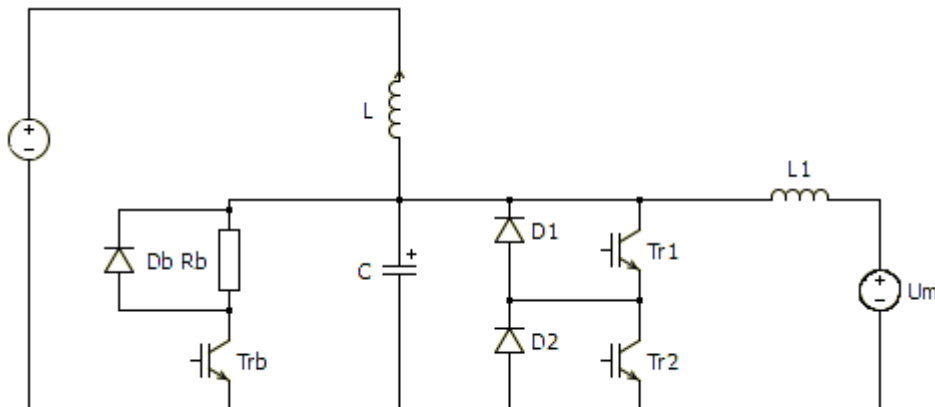 L
L1
Db Rb
C
+
D1
Tr1
+
-
+
-
Um
D2
Tr2
Trb